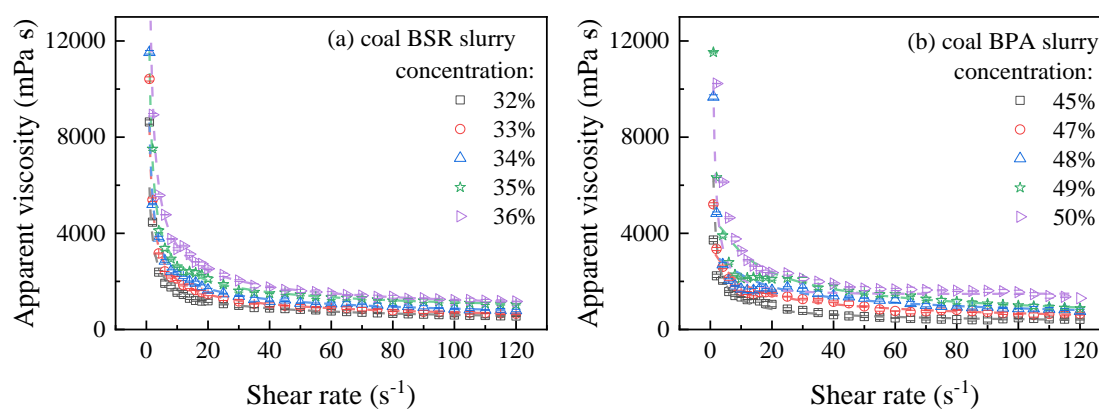 (a) coal BSR slurry
concentration:
32%
33%
34%
35%
36%
12000
8000
4000
0
Apparent viscosity (mPa s)
0 20 40 60 80 100 120
Shear rate (s⁻¹)
(b) coal BPA slurry
concentration:
45%
47%
48%
49%
50%
12000
8000
4000
0
Apparent viscosity (mPa s)
0 20 40 60 80 100 120
Shear rate (s⁻¹)